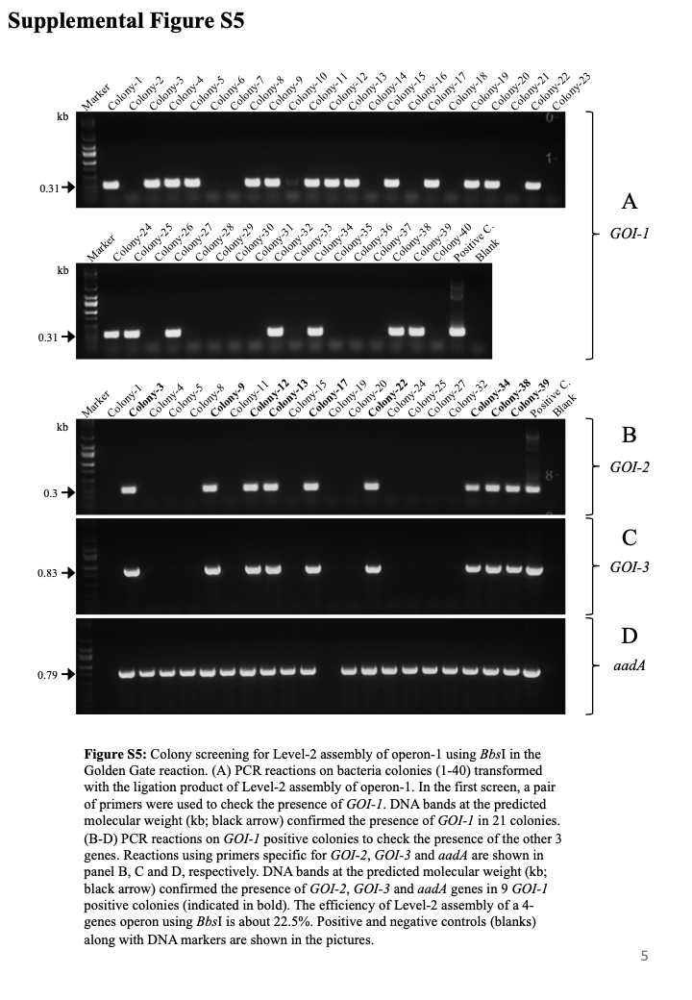 Supplemental Figure S5
Marker Colony-1 Colony-2 Colony-3 Colony-4 Colony-5 Colony-6 Colony-7 Colony-8 Colony-9 Colony-10 Colony-11 Colony-12 Colony-13 Colony-14 Colony-15 Colony-16 Colony-17 Colony-18 Colony-19 Colony-20 Colony-21 Colony-22 Colony-23
kb
0.31
A
GOI-1
Marker Colony-24 Colony-25 Colony-26 Colony-27 Colony-28 Colony-29 Colony-30 Colony-31 Colony-32 Colony-33 Colony-34 Colony-35 Colony-36 Colony-37 Colony-38 Colony-39 Colony-40 Positive C. Blank
kb
0.31
Marker Colony-1 Colony-3 Colony-4 Colony-5 Colony-8 Colony-9 Colony-11 Colony-12 Colony-13 Colony-15 Colony-17 Colony-19 Colony-20 Colony-22 Colony-24 Colony-25 Colony-27 Colony-32 Colony-34 Colony-38 Colony-39 Positive C. Blank
kb
0.3
B
GOI-2
8-
0.83
C
GOI-3
0.79
D
aadA
Figure S5: Colony screening for Level-2 assembly of operon-1 using BbsI in the
Golden Gate reaction. (A) PCR reactions on bacteria colonies (1-40) transformed
with the ligation product of Level-2 assembly of operon-1. In the first screen, a pair
of primers were used to check the presence of GOI-1. DNA bands at the predicted
molecular weight (kb; black arrow) confirmed the presence of GOI-1 in 21 colonies.
(B-D) PCR reactions on GOI-1 positive colonies to check the presence of the other 3
genes. Reactions using primers specific for GOI-2, GOI-3 and aadA are shown in
panel B, C and D, respectively. DNA bands at the predicted molecular weight (kb;
black arrow) confirmed the presence of GOI-2, GOI-3 and aadA genes in 9 GOI-1
positive colonies (indicated in bold). The efficiency of Level-2 assembly of a 4-
genes operon using BbsI is about 22.5%. Positive and negative controls (blanks)
along with DNA markers are shown in the pictures.
5